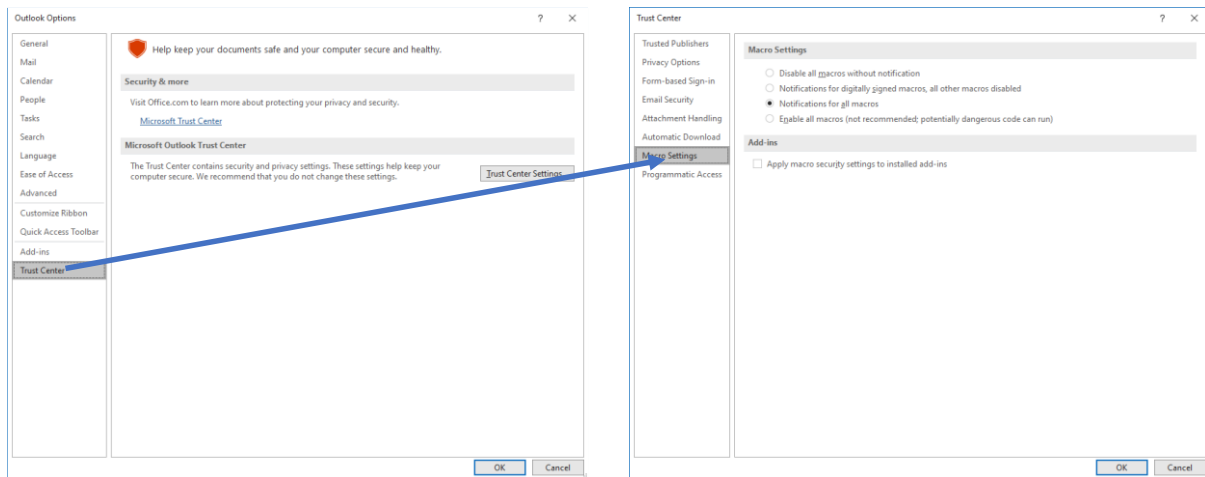 Outlook Options
?
×
General
Mail
Calendar
People
Tasks
Search
Language
Ease of Access
Advanced
Customize Ribbon
Quick Access Toolbar
Add-ins
Trust Center
Help keep your documents safe and your computer secure and healthy.
Security & more
Visit Office.com to learn more about protecting your privacy and security.
Microsoft Trust Center
Microsoft Outlook Trust Center
The Trust Center contains security and privacy settings. These settings help keep your
computer secure. We recommend that you do not change these settings.
Trust Center Settings...
OK
Cancel
Trust Center
?
×
Trusted Publishers
Privacy Options
Form-based Sign-in
Email Security
Attachment Handling
Automatic Download
Macro Settings
Programmatic Access
Macro Settings
Disable all macros without notification
Notifications for digitally signed macros, all other macros disabled
Notifications for all macros
Enable all macros (not recommended; potentially dangerous code can run)
Add-ins
Apply macro security settings to installed add-ins
OK
Cancel